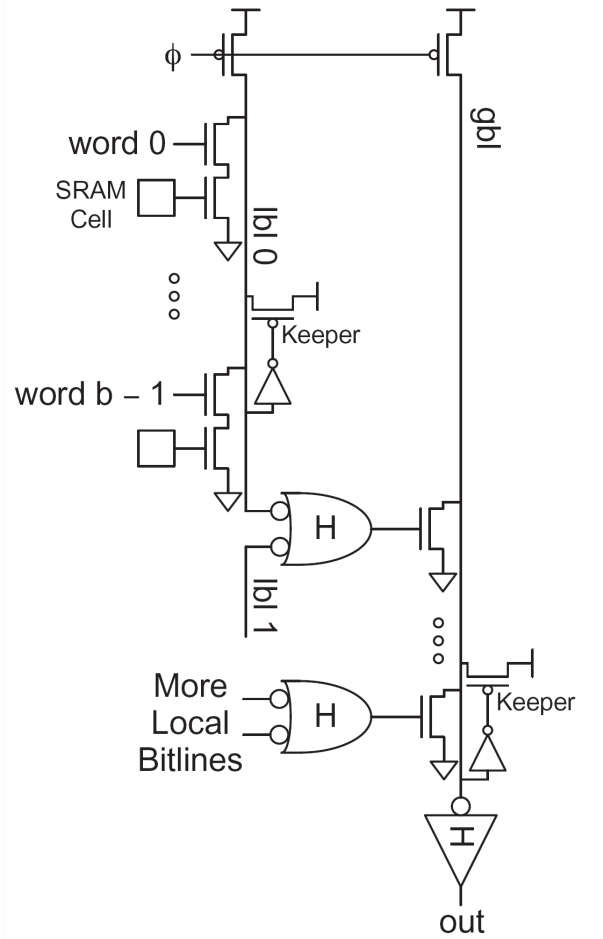 ϕ
gbl
word 0
SRAM
Cell
lbl 0
Keeper
word b – 1
H
lbl 1
More
Local
Bitlines
H
Keeper
H
out